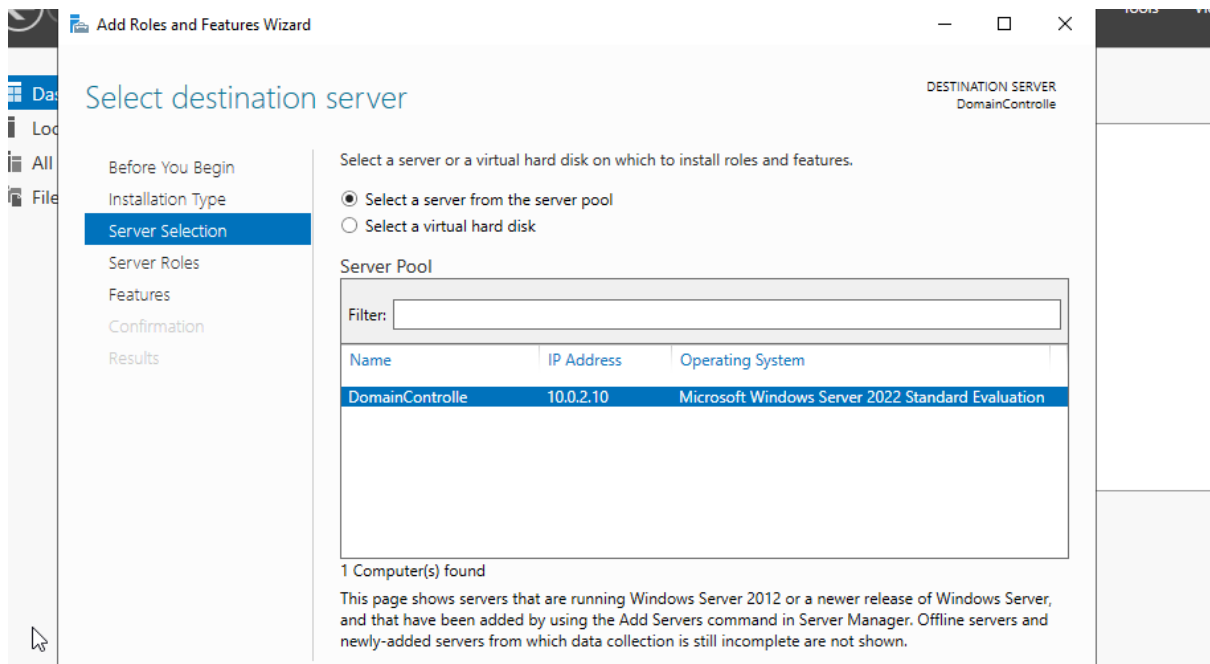 Add Roles and Features Wizard
Select destination server
DESTINATION SERVER
DomainControlle
Before You Begin
Installation Type
Server Selection
Server Roles
Features
Confirmation
Results
Select a server or a virtual hard disk on which to install roles and features.
Select a server from the server pool
Select a virtual hard disk
Server Pool
Filter:
Name IP Address Operating System
DomainControlle 10.0.2.10 Microsoft Windows Server 2022 Standard Evaluation
1 Computer(s) found
This page shows servers that are running Windows Server 2012 or a newer release of Windows Server,
and that have been added by using the Add Servers command in Server Manager. Offline servers and
newly-added servers from which data collection is still incomplete are not shown.
Das
Loc
All
File
Tools